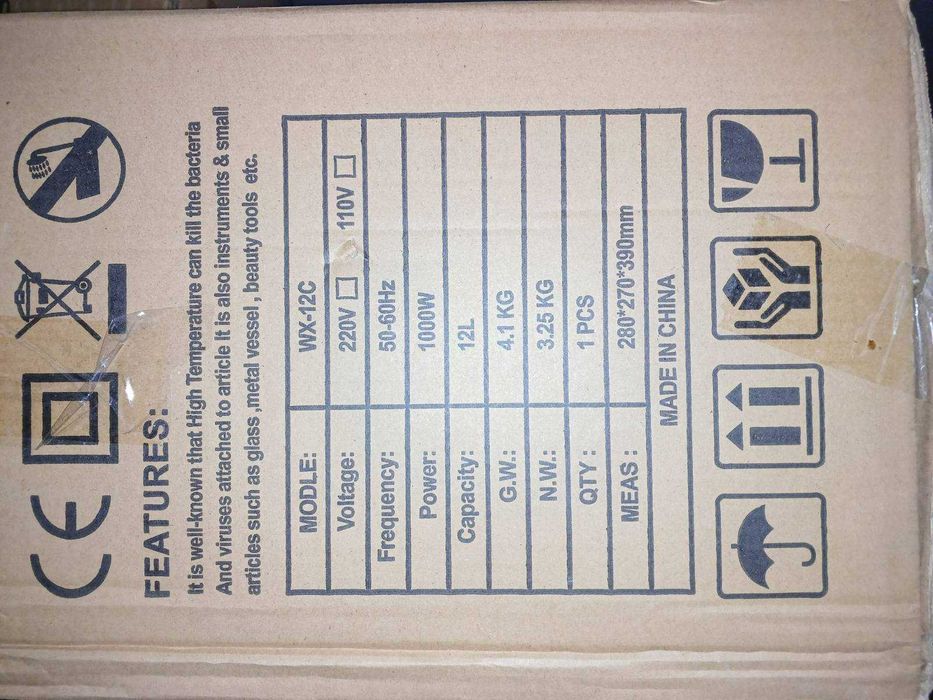 CE
FEATURES:
It is well-known that High Temperature can kill the bacteria
And viruses attached to article It is also instruments & small
articles such as glass ,metal vessel , beauty tools etc.
MODLE: WX-12C
Voltage: 220V □ 110V □
Frequency: 50-60Hz
Power: 1000W
Capacity: 12L
G.W.: 4.1 KG
N.W.: 3.25 KG
QTY : 1 PCS
MEAS : 280*270*390mm
MADE IN CHINA